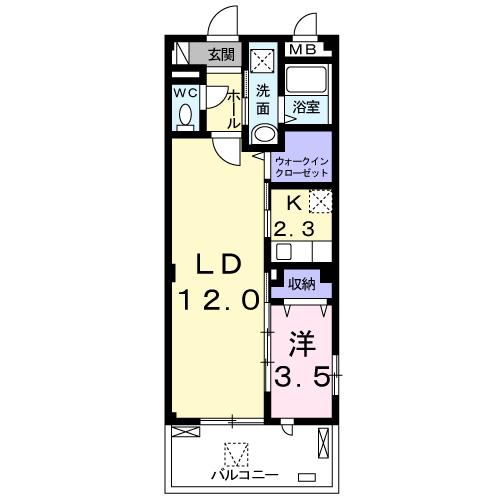 玄関
MB
WC
ホール
洗面
浴室
ウォークイン
クローゼット
K
2.3
LD
12.0
収納
洋
3.5
バルコニー